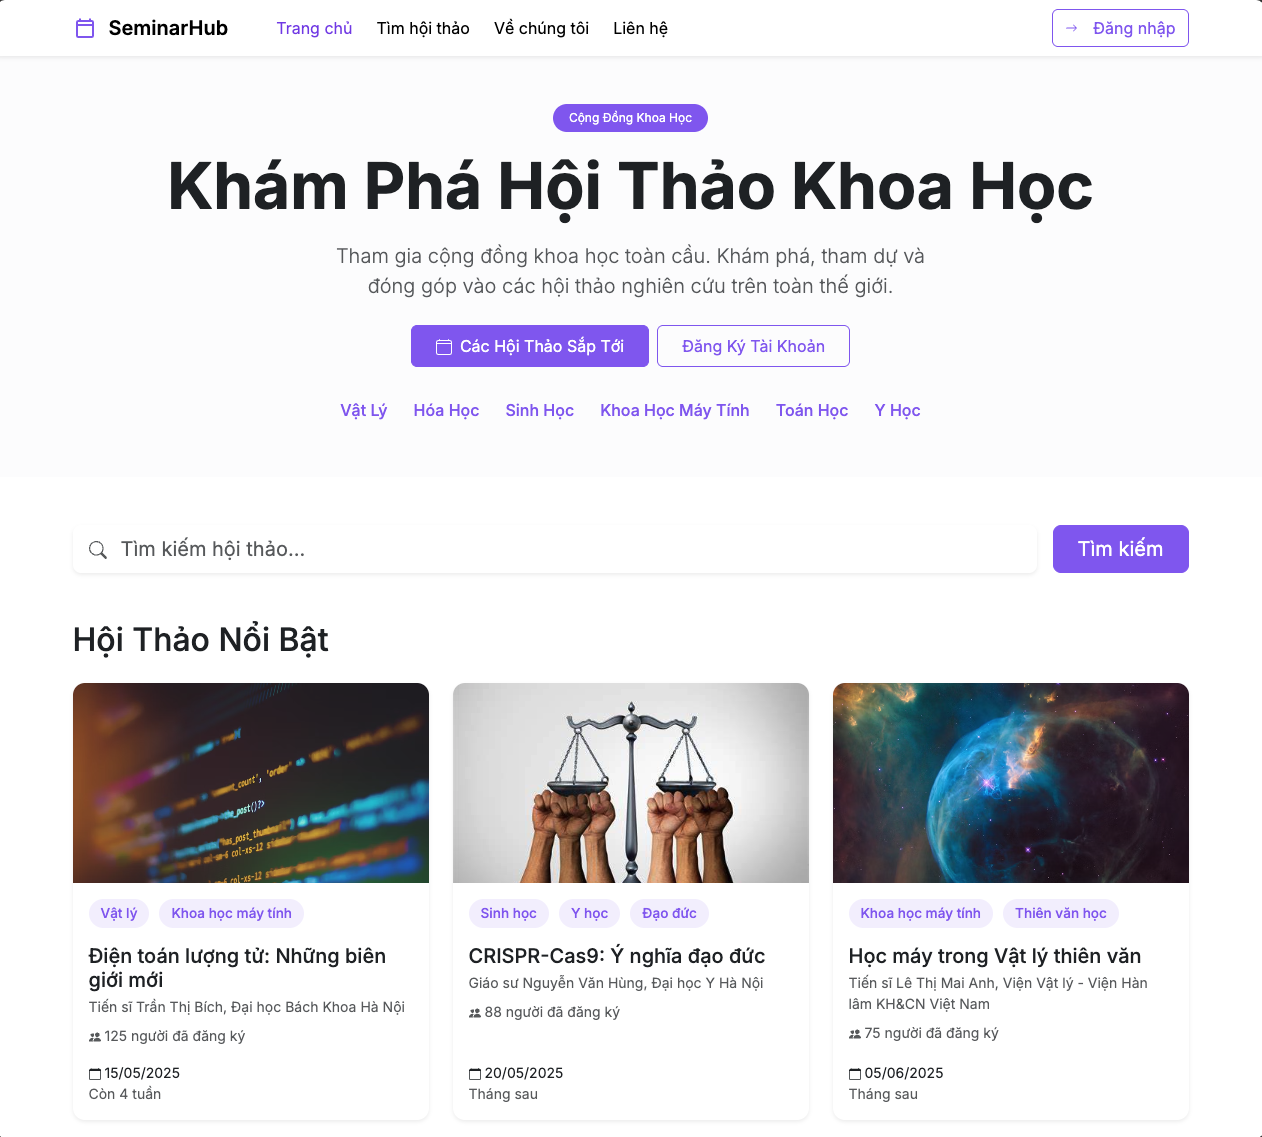 SeminarHub
Trang chủ
Tìm hội thảo
Về chúng tôi
Liên hệ
Đăng nhập
Cộng Đồng Khoa Học
Khám Phá Hội Thảo Khoa Học
Tham gia cộng đồng khoa học toàn cầu. Khám phá, tham dự và
đóng góp vào các hội thảo nghiên cứu trên toàn thế giới.
Các Hội Thảo Sắp Tới
Đăng Ký Tài Khoản
Vật Lý
Hóa Học
Sinh Học
Khoa Học Máy Tính
Toán Học
Y Học
Tìm kiếm hội thảo...
Tìm kiếm
Hội Thảo Nổi Bật
Vật lý
Khoa học máy tính
Điện toán lượng tử: Những biên
giới mới
Tiến sĩ Trần Thị Bích, Đại học Bách Khoa Hà Nội
125 người đã đăng ký
15/05/2025
Còn 4 tuần
Sinh học
Y học
Đạo đức
CRISPR-Cas9: Ý nghĩa đạo đức
Giáo sư Nguyễn Văn Hùng, Đại học Y Hà Nội
88 người đã đăng ký
20/05/2025
Tháng sau
Khoa học máy tính
Thiên văn học
Học máy trong Vật lý thiên văn
Tiến sĩ Lê Thị Mai Anh, Viện Vật lý - Viện Hàn
lâm KH&CN Việt Nam
75 người đã đăng ký
05/06/2025
Tháng sau